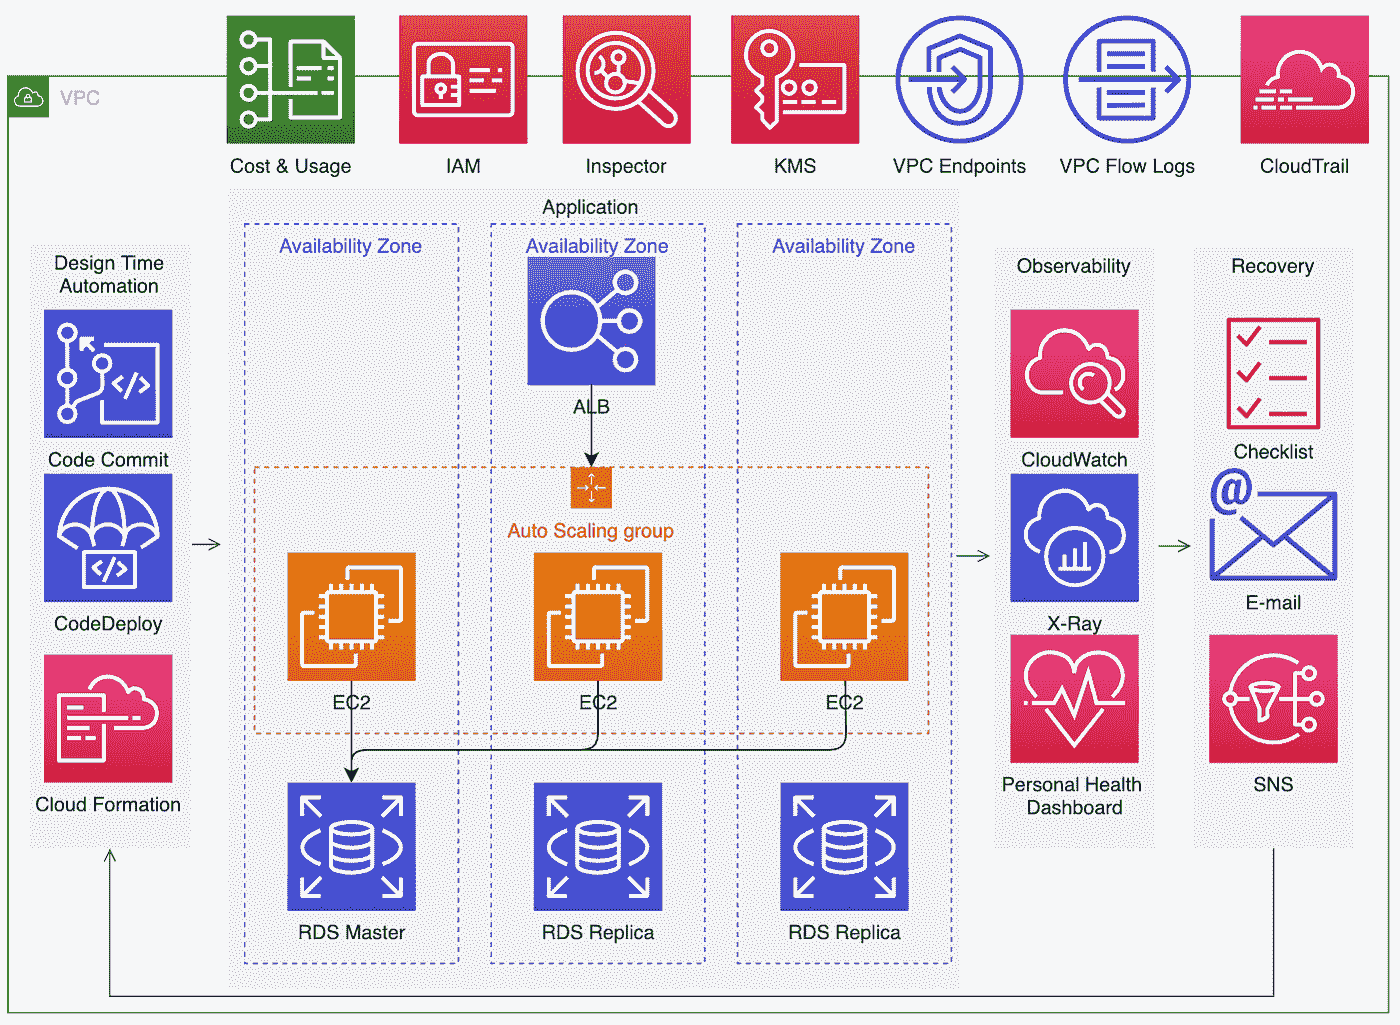 VPC
Cost & Usage
IAM
Inspector
KMS
VPC Endpoints
VPC Flow Logs
CloudTrail
Application
Design Time
Automation
Code Commit
CodeDeploy
Cloud Formation
Availability Zone
Availability Zone
Availability Zone
ALB
Auto Scaling group
EC2
EC2
EC2
RDS Master
RDS Replica
RDS Replica
Observability
CloudWatch
X-Ray
Personal Health
Dashboard
Recovery
Checklist
@
E-mail
SNS